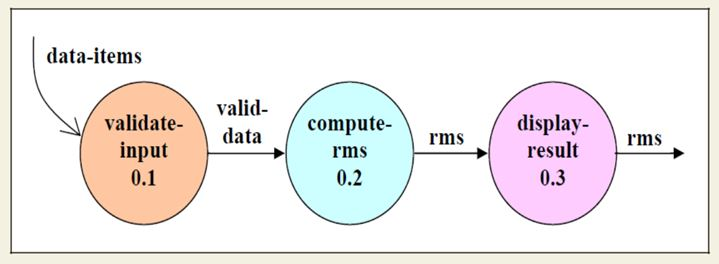 data-items
validate-
input
0.1
valid-
data
compute-
rms
0.2
rms
display-
result
0.3
rms